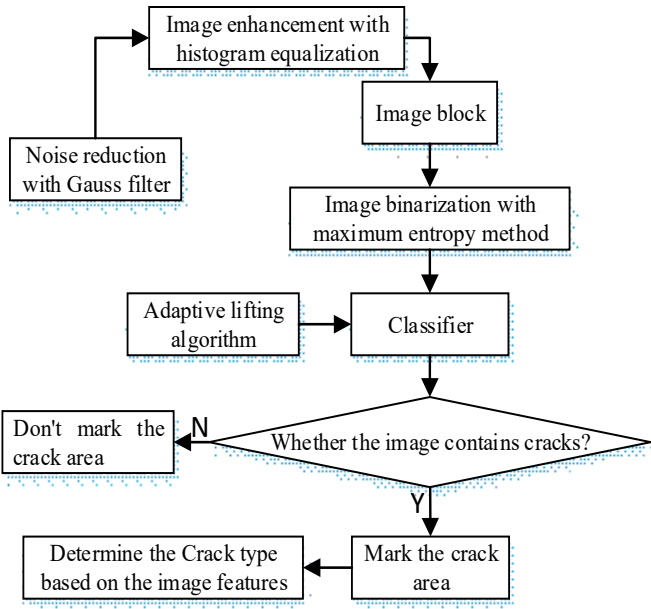 Image enhancement with
histogram equalization
Image block
Noise reduction
with Gauss filter
Image binarization with
maximum entropy method
Adaptive lifting
algorithm
Classifier
Don't mark the
crack area
N
Whether the image contains cracks?
Y
Determine the Crack type
based on the image features
Mark the crack
area